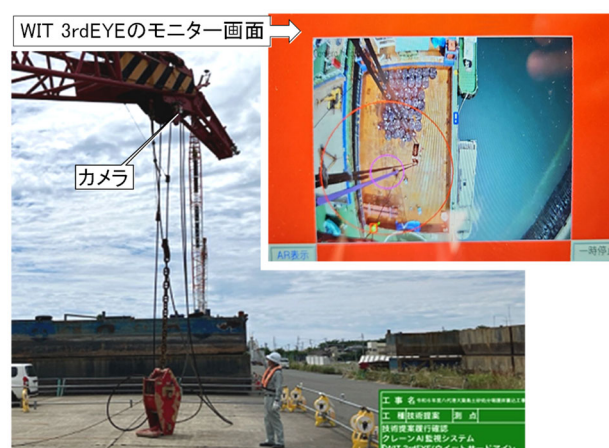 WIT 3rdEYEのモニター画面
カメラ
AR表示
一時停
工事名
工種 技術提案 測点
技術提案履行確認
クレーンAI監視システム